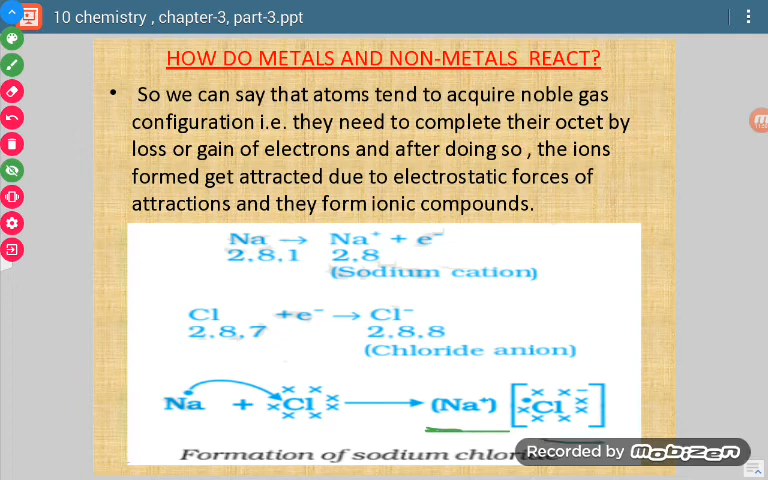 10 chemistry , chapter-3, part-3.ppt
HOW DO METALS AND NON-METALS REACT?
• So we can say that atoms tend to acquire noble gas
configuration i.e. they need to complete their octet by
loss or gain of electrons and after doing so , the ions
formed get attracted due to electrostatic forces of
attractions and they form ionic compounds.
Na → Na⁺ + e⁻
2,8,1 2,8
(Sodium cation)
Cl +e⁻ → Cl⁻
2,8,7 2,8,8
(Chloride anion)
Na + Cl → (Na⁺) [Cl⁻]
Formation of sodium chloride
Recorded by Mobizen